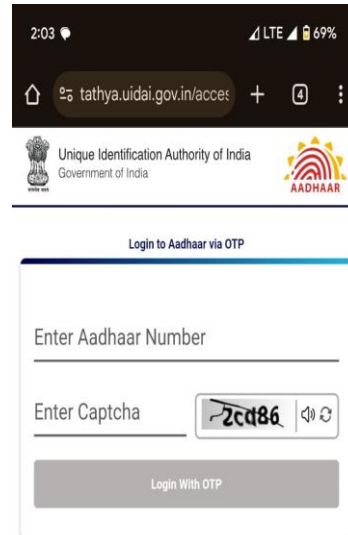 2:03 LTE 69%
tathya.uidai.gov.in/acces + 4
Unique Identification Authority of India
Government of India
AADHAAR
Login to Aadhaar via OTP
Enter Aadhaar Number
Enter Captcha 2cd86
Login With OTP